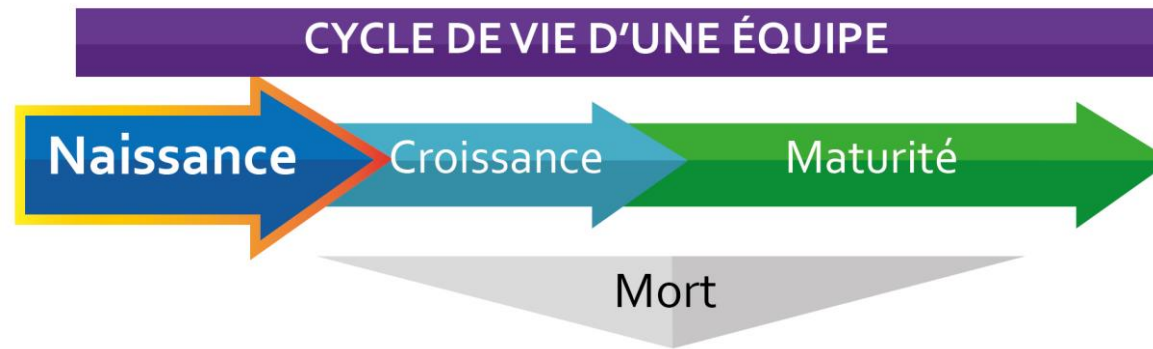 CYCLE DE VIE D’UNE ÉQUIPE
Naissance
Croissance
Maturité
Mort